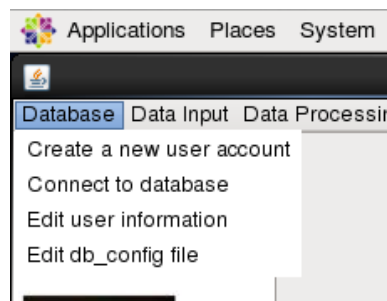 Applications Places System
Database Data Input Data Processin
Create a new user account
Connect to database
Edit user information
Edit db_config file